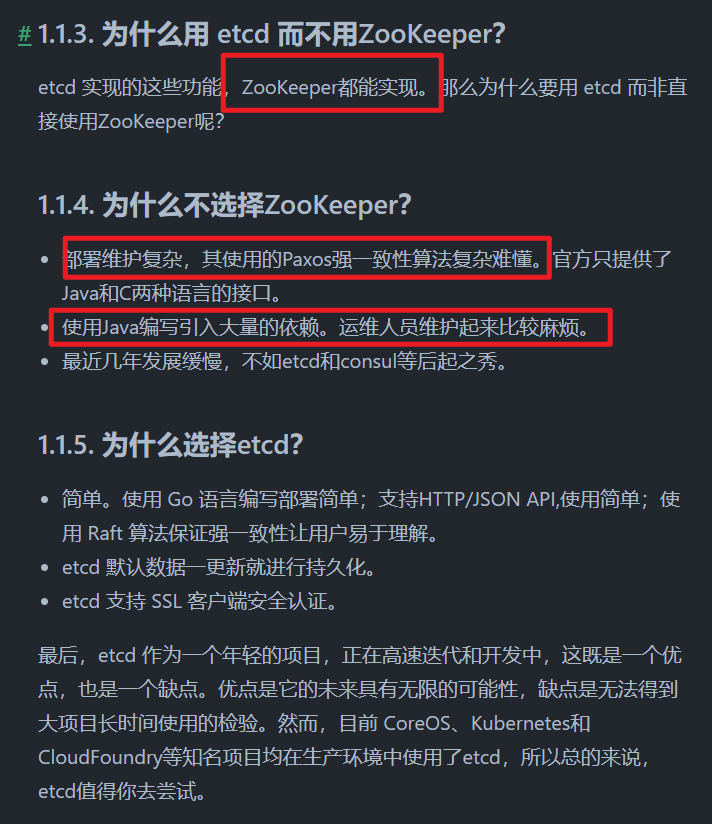 # 1.1.3. 为什么用 etcd 而不用ZooKeeper？
etcd 实现的这些功能，ZooKeeper都能实现。那么为什么要用 etcd 而非直
接使用ZooKeeper呢？
1.1.4. 为什么不选择ZooKeeper？
• 部署维护复杂，其使用的Paxos强一致性算法复杂难懂。官方只提供了
Java和C两种语言的接口。
• 使用Java编写引入大量的依赖。运维人员维护起来比较麻烦。
• 最近几年发展缓慢，不如etcd和consul等后起之秀。
1.1.5. 为什么选择etcd？
• 简单。使用 Go 语言编写部署简单；支持HTTP/JSON API,使用简单；使
用 Raft 算法保证强一致性让用户易于理解。
• etcd 默认数据一更新就进行持久化。
• etcd 支持 SSL 客户端安全认证。
最后，etcd 作为一个年轻的项目，正在高速迭代和开发中，这既是一个优
点，也是一个缺点。优点是它的未来具有无限的可能性，缺点是无法得到
大项目长时间使用的检验。然而，目前 CoreOS、Kubernetes和
CloudFoundry等知名项目均在生产环境中使用了etcd，所以总的来说，
etcd值得你去尝试。